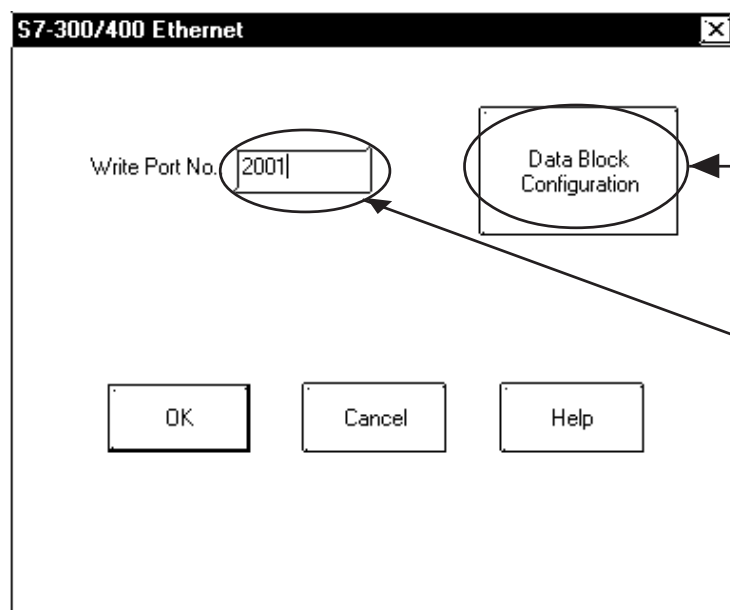 S7-300/400 Ethernet
Write Port No. 2001
Data Block
Configuration
OK Cancel Help